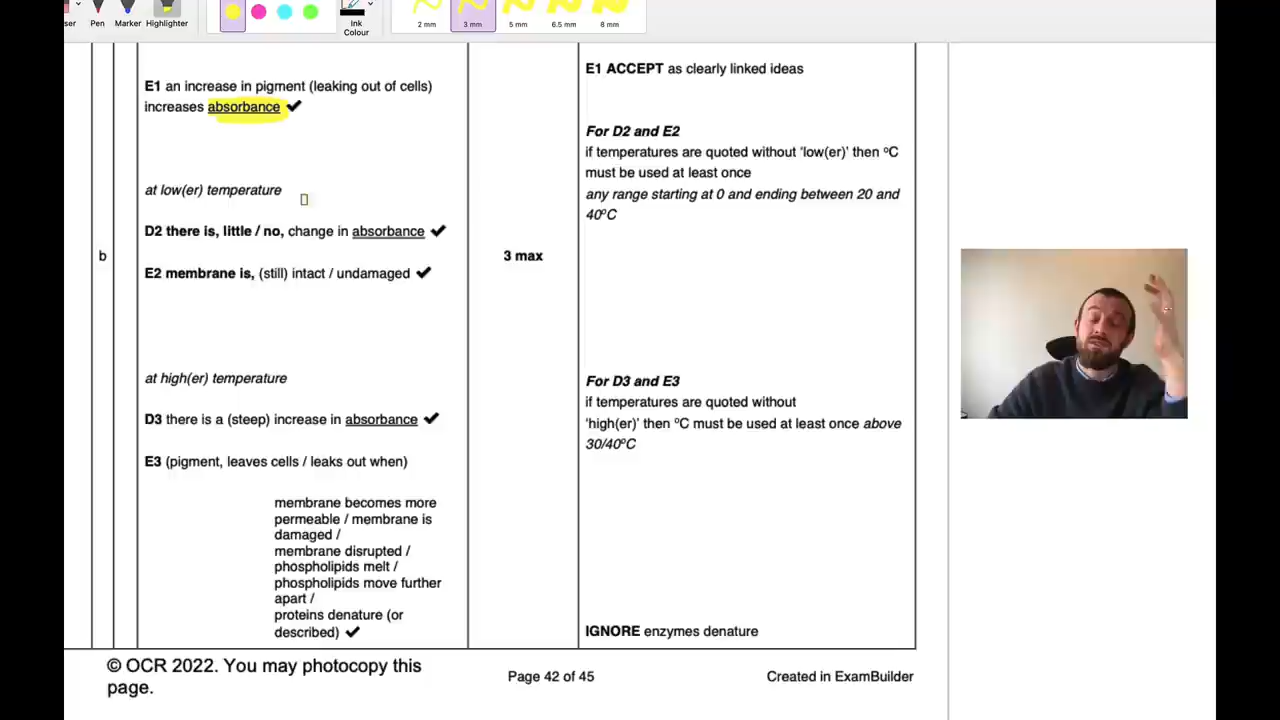 ser
Pen
Marker
Highlighter
Ink
Colour
2 mm
3 mm
5 mm
6.5 mm
8 mm
E1 an increase in pigment (leaking out of cells)
increases absorbance ✔
at low(er) temperature
D2 there is, little / no, change in absorbance ✔
E2 membrane is, (still) intact / undamaged ✔
at high(er) temperature
D3 there is a (steep) increase in absorbance ✔
E3 (pigment, leaves cells / leaks out when)
membrane becomes more
permeable / membrane is
damaged /
membrane disrupted /
phospholipids melt /
phospholipids move further
apart /
proteins denature (or
described) ✔
b
3 max
E1 ACCEPT as clearly linked ideas
For D2 and E2
if temperatures are quoted without ‘low(er)’ then ºC
must be used at least once
any range starting at 0 and ending between 20 and
40ºC
For D3 and E3
if temperatures are quoted without
‘high(er)’ then ºC must be used at least once above
30/40ºC
IGNORE enzymes denature
© OCR 2022. You may photocopy this
page.
Page 42 of 45
Created in ExamBuilder